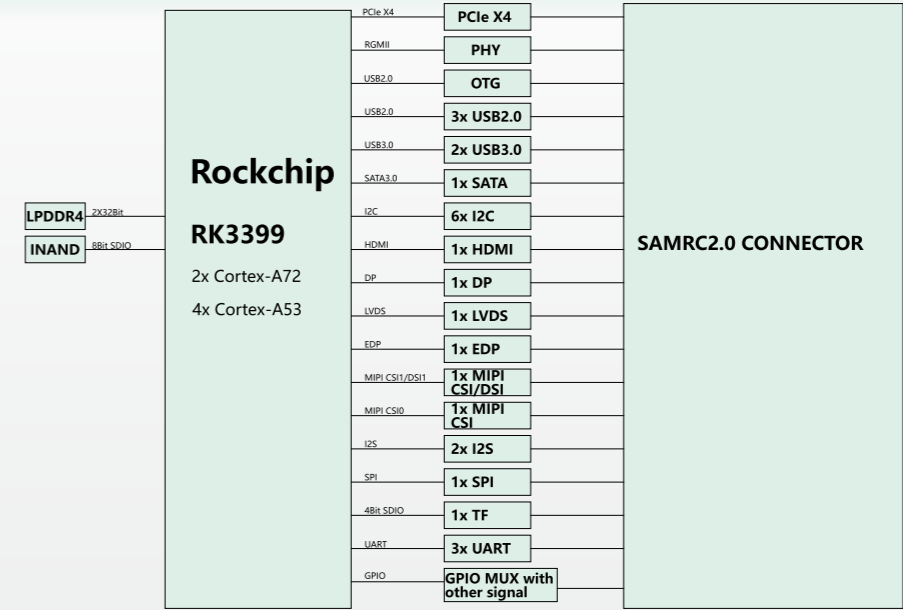 PCIe X4
PCIe X4
RGMII
PHY
USB2.0
OTG
USB2.0
3x USB2.0
USB3.0
2x USB3.0
Rockchip
SATA3.0
1x SATA
LPDDR4
2X32Bit
I2C
6x I2C
RK3399
INAND
8Bit SDIO
HDMI
1x HDMI
SAMRC2.0 CONNECTOR
2x Cortex-A72
DP
1x DP
4x Cortex-A53
LVDS
1x LVDS
EDP
1x EDP
MIPI CSI1/DSI1
1x MIPI
CSI/DSI
MIPI CSI0
1x MIPI
CSI
I2S
2x I2S
SPI
1x SPI
4Bit SDIO
1x TF
UART
3x UART
GPIO
GPIO MUX with
other signal